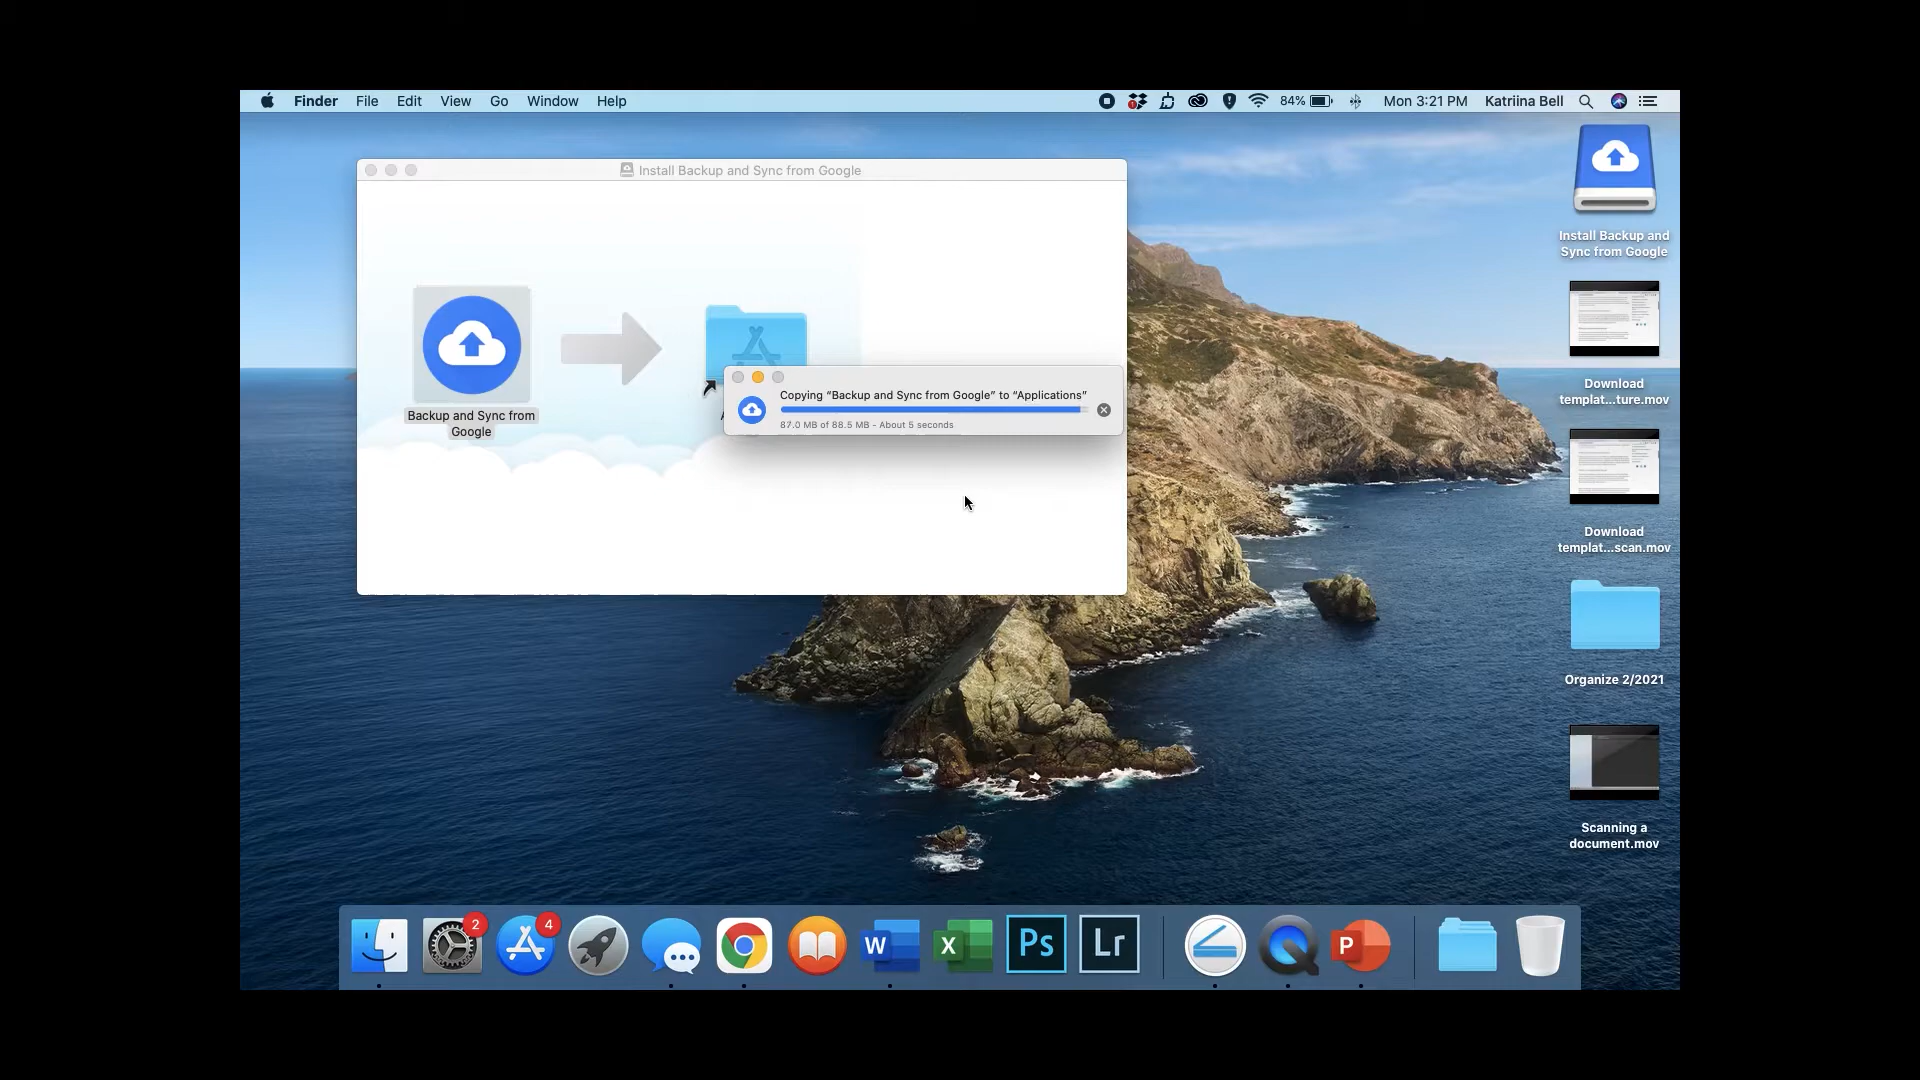 Finder File Edit View Go Window Help 84% Mon 3:21 PM Katriina Bell
Install Backup and Sync from Google
Backup and Sync from
Google
A
Copying “Backup and Sync from Google” to “Applications”
87.0 MB of 88.5 MB - About 5 seconds
Install Backup and
Sync from Google
Download
templat...ture.mov
Download
templat...scan.mov
Organize 2/2021
Scanning a
document.mov
2
4
W
X
Ps
Lr
P